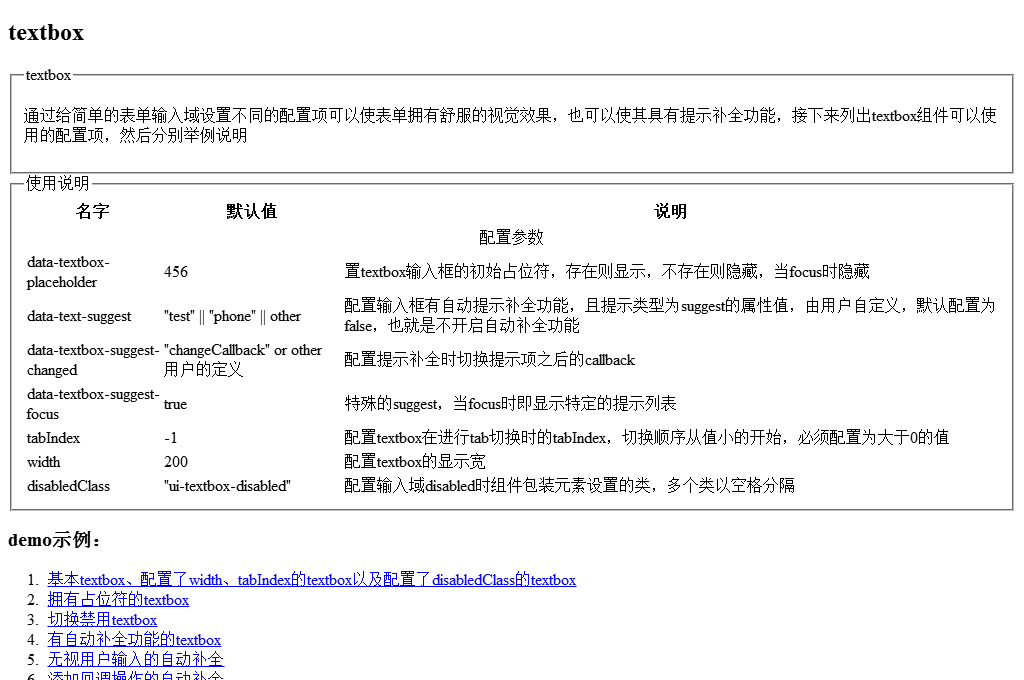 textbox
textbox
通过给简单的表单输入域设置不同的配置项可以使表单拥有舒服的视觉效果，也可以使其具有提示补全功能，接下来列出textbox组件可以使
用的配置项，然后分别举例说明
使用说明
名字 默认值 说明
配置参数
data-textbox-
placeholder 456 置textbox输入框的初始占位符，存在则显示，不存在则隐藏，当focus时隐藏
data-text-suggest "test" || "phone" || other 配置输入框有自动提示补全功能，且提示类型为suggest的属性值，由用户自定义，默认配置为
false，也就是不开启自动补全功能
data-textbox-suggest- "changeCallback" or other 配置提示补全时切换提示项之后的callback
changed 用户的定义
data-textbox-suggest-
focus true 特殊的suggest，当focus时即显示特定的提示列表
tabIndex -1 配置textbox在进行tab切换时的tabIndex，切换顺序从值小的开始，必须配置为大于0的值
width 200 配置textbox的显示宽
disabledClass "ui-textbox-disabled" 配置输入域disabled时组件包装元素设置的类，多个类以空格分隔
demo示例：
1. 基本textbox、配置了width、tabIndex的textbox以及配置了disabledClass的textbox
2. 拥有占位符的textbox
3. 切换禁用textbox
4. 有自动补全功能的textbox
5. 无视用户输入的自动补全
6. 添加回调操作的自动补全